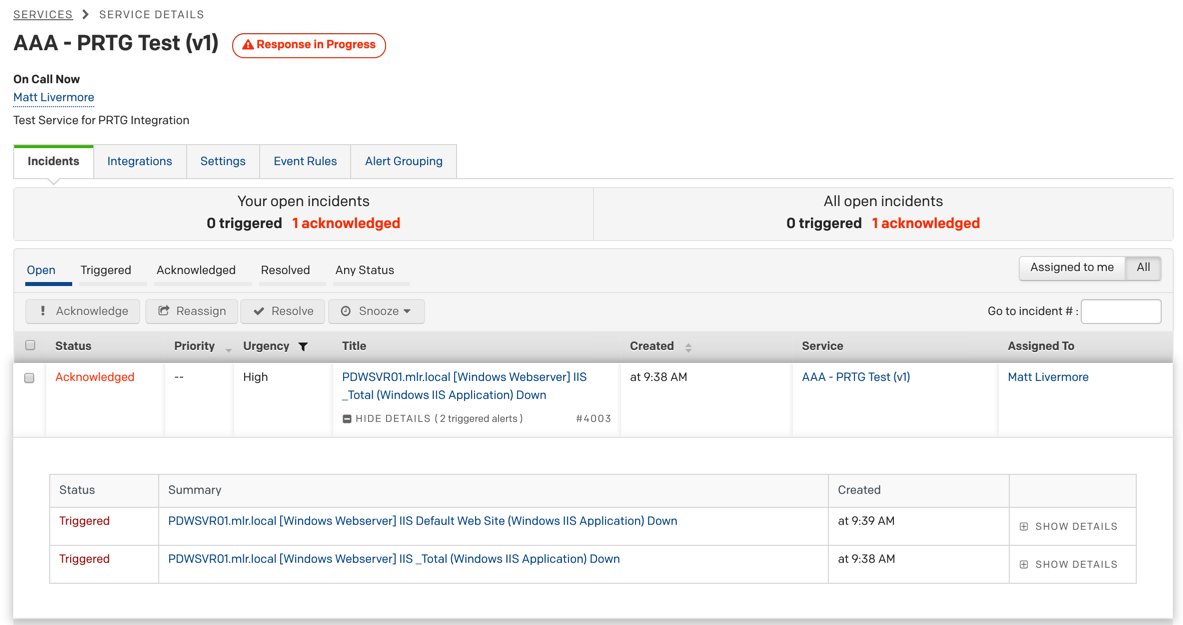 SERVICES > SERVICE DETAILS
AAA - PRTG Test (v1) Response in Progress
On Call Now
Matt Livermore
Test Service for PRTG Integration
Incidents Integrations Settings Event Rules Alert Grouping
Your open incidents All open incidents
0 triggered 1 acknowledged 0 triggered 1 acknowledged
Open Triggered Acknowledged Resolved Any Status Assigned to me All
Acknowledge Reassign Resolve Snooze Go to incident # :
Status Priority Urgency Title Created Service Assigned To
Acknowledged -- High PDWSVR01.mlr.local [Windows Webserver] IIS at 9:38 AM AAA - PRTG Test (v1) Matt Livermore
_Total (Windows IIS Application) Down
HIDE DETAILS ( 2 triggered alerts ) #4003
Status Summary Created
Triggered PDWSVR01.mlr.local [Windows Webserver] IIS Default Web Site (Windows IIS Application) Down at 9:39 AM SHOW DETAILS
Triggered PDWSVR01.mlr.local [Windows Webserver] IIS _Total (Windows IIS Application) Down at 9:38 AM SHOW DETAILS